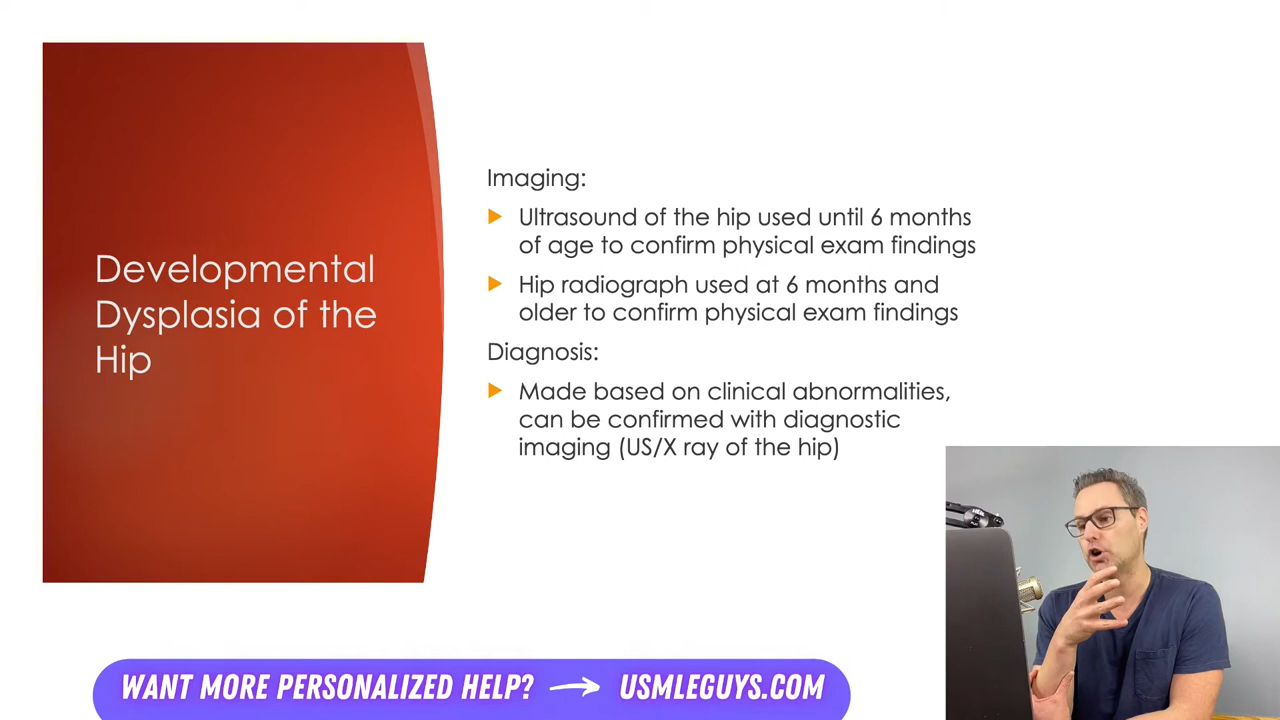 Developmental
Dysplasia of the
Hip
Imaging:
Ultrasound of the hip used until 6 months
of age to confirm physical exam findings
Hip radiograph used at 6 months and
older to confirm physical exam findings
Diagnosis:
Made based on clinical abnormalities,
can be confirmed with diagnostic
imaging (US/X ray of the hip)
WANT MORE PERSONALIZED HELP? → USMLEGUYS.COM